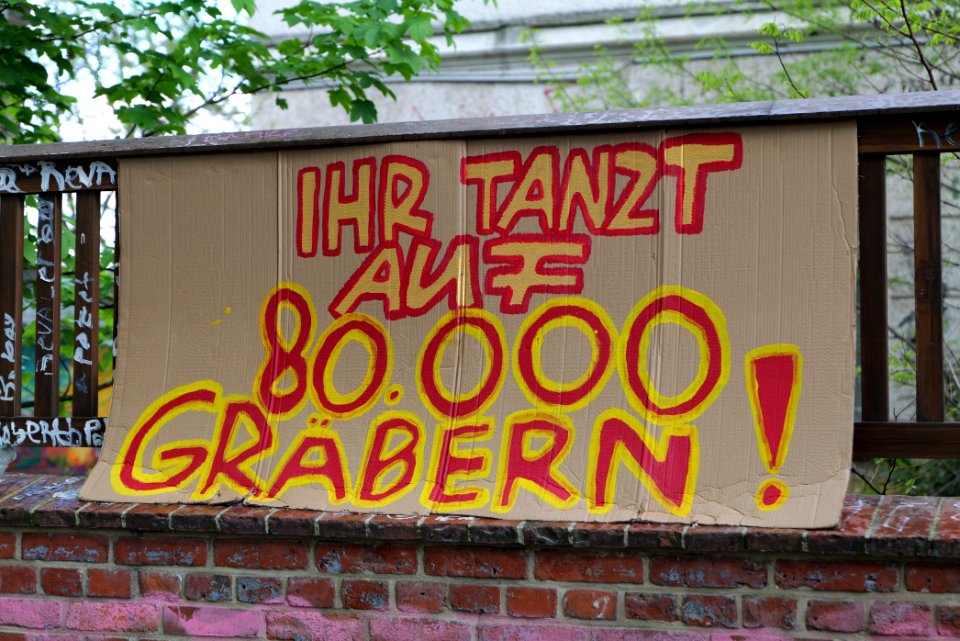 IHR TANZT
AUF
80.000
GRÄBERN!